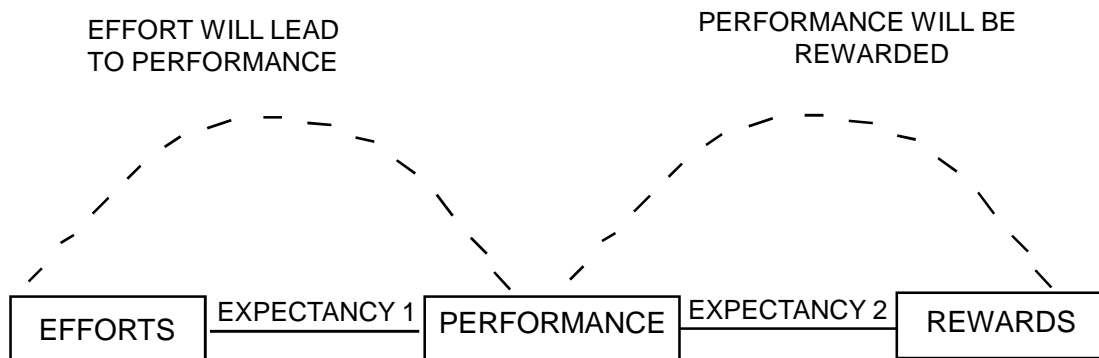 EFFORT WILL LEAD
TO PERFORMANCE
PERFORMANCE WILL BE
REWARDED
EFFORTS
EXPECTANCY 1
PERFORMANCE
EXPECTANCY 2
REWARDS